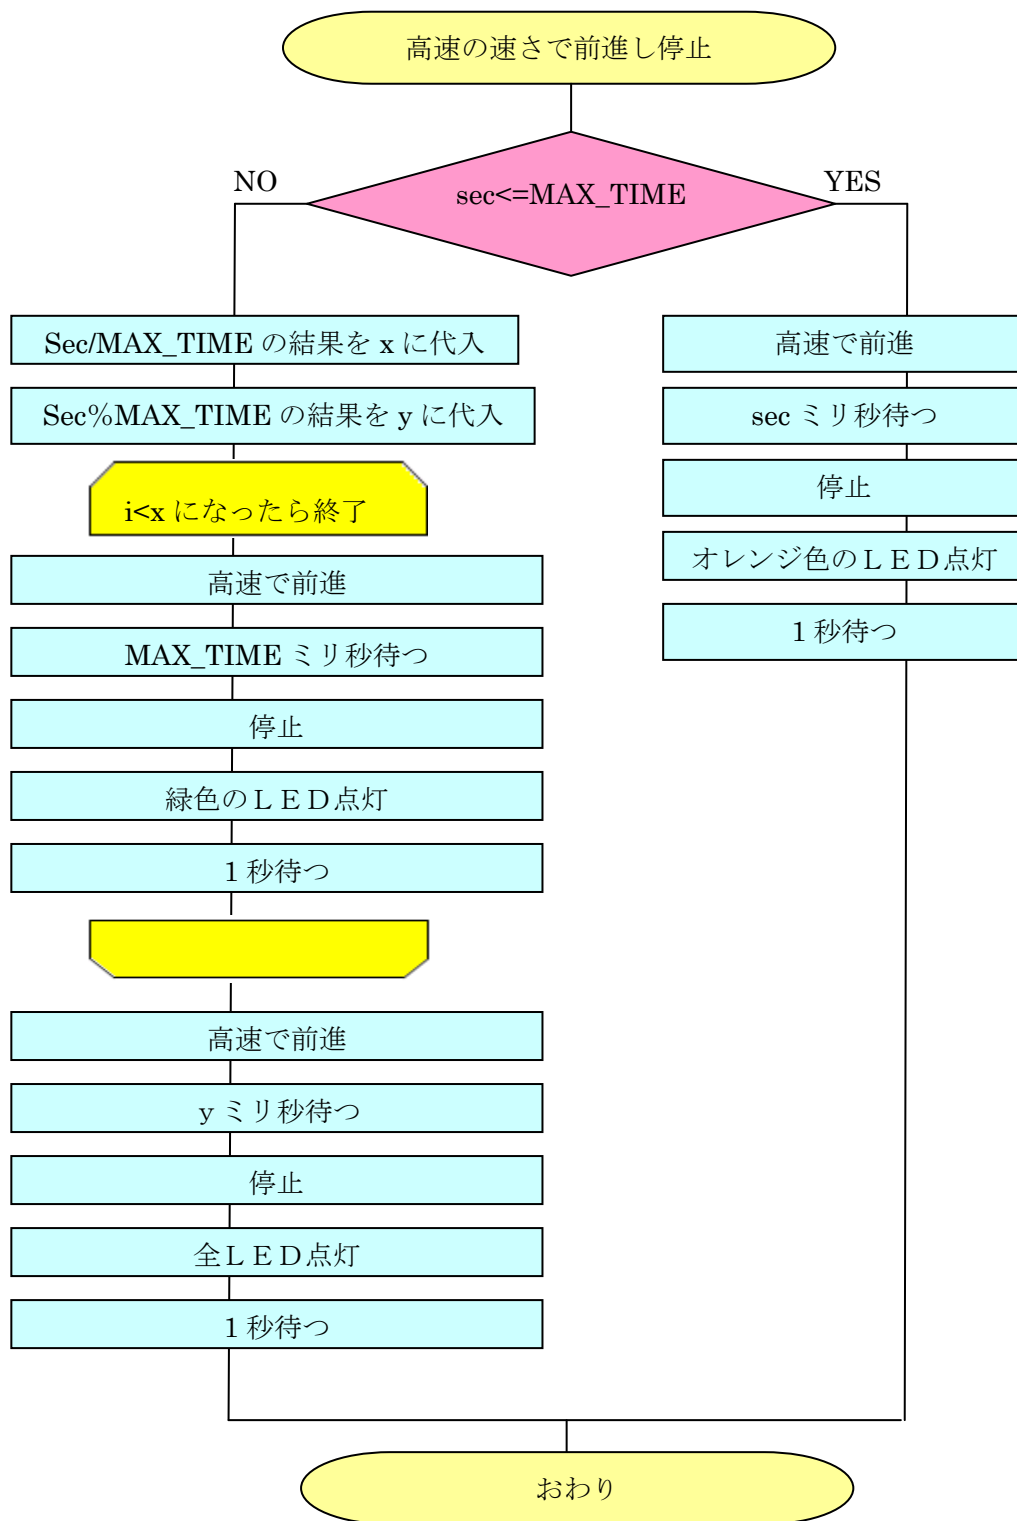 高速の速さで前進し停止
NO
YES
sec<=MAX_TIME
Sec/MAX_TIME の結果を x に代入
Sec%MAX_TIME の結果を y に代入
i<x になったら終了
高速で前進
MAX_TIME ミリ秒待つ
停止
緑色のＬＥＤ点灯
1 秒待つ
高速で前進
y ミリ秒待つ
停止
全ＬＥＤ点灯
1 秒待つ
高速で前進
sec ミリ秒待つ
停止
オレンジ色のＬＥＤ点灯
1 秒待つ
おわり